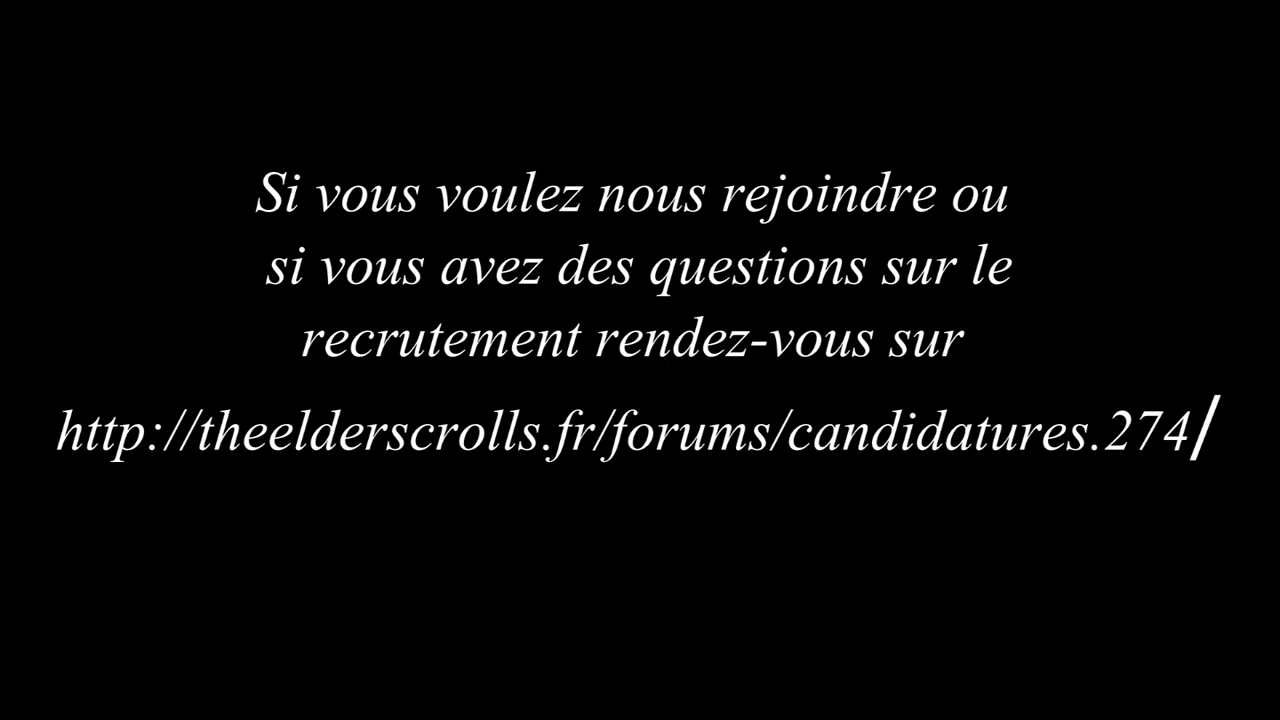 Si vous voulez nous rejoindre ou
si vous avez des questions sur le
recrutement rendez-vous sur
http://theelderscrolls.fr/forums/candidatures.274/